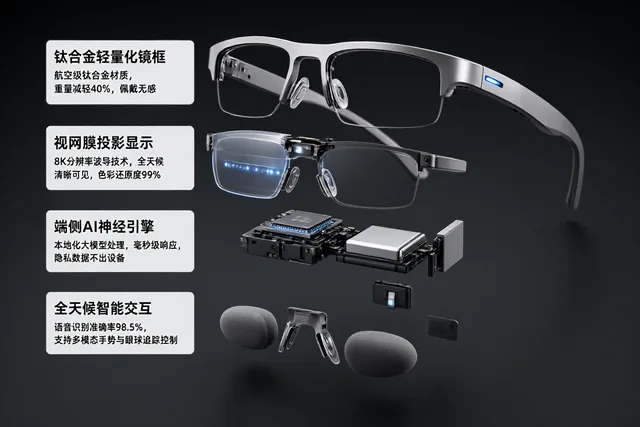 钛合金轻量化镜框
航空级钛合金材质，
重量减轻40%，佩戴无感
视网膜投影显示
8K分辨率波导技术，全天候
清晰可见，色彩还原度99%
端侧AI神经引擎
本地化大模型处理，毫秒级响应，
隐私数据不出设备
全天候智能交互
语音识别准确率98.5%，
支持多模态手势与眼球追踪控制